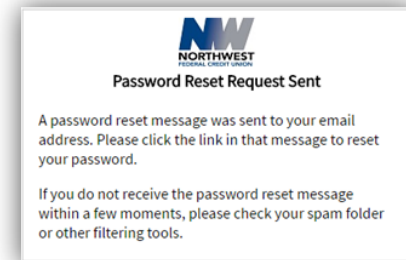 NW
NORTHWEST
FEDERAL CREDIT UNION
Password Reset Request Sent
A password reset message was sent to your email
address. Please click the link in that message to reset
your password.
If you do not receive the password reset message
within a few moments, please check your spam folder
or other filtering tools.